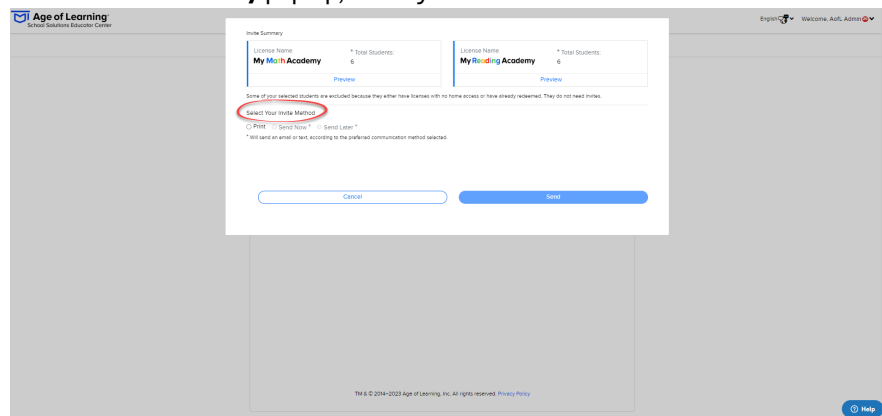 Age of Learning
School Solutions Educator Center
English
Welcome, AofL Admin
Invite Summary
License Name
* Total Students:
My Math Academy
6
Preview
License Name
* Total Students:
My Reading Academy
6
Preview
Some of your selected students are excluded because they either have licenses with no home access or have already redeemed. They do not need invites.
Select Your Invite Method
Print Send Now * Send Later *
* Will send an email or text, according to the preferred communication method selected.
Cancel
Send
TM & © 2014–2023 Age of Learning, Inc. All rights reserved. Privacy Policy
Help